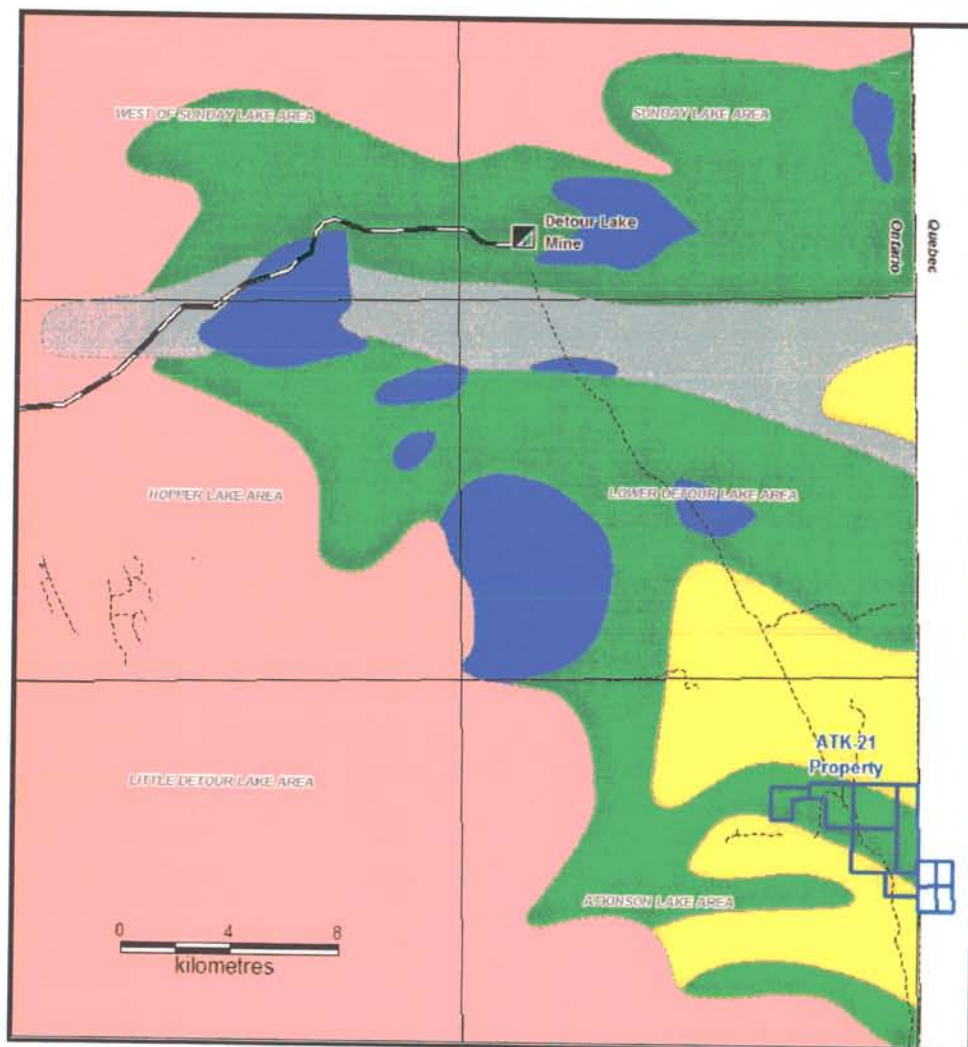 WEST OF SUNDAY LAKE AREA
SUNDAY LAKE AREA
Detour Lake
Mine
Ontario
Quebec
HOPPER LAKE AREA
LOWER DETOUR LAKE AREA
ATK-21
Property
LITTLE DETOUR LAKE AREA
ATKINSON LAKE AREA
0 4 8
kilometres